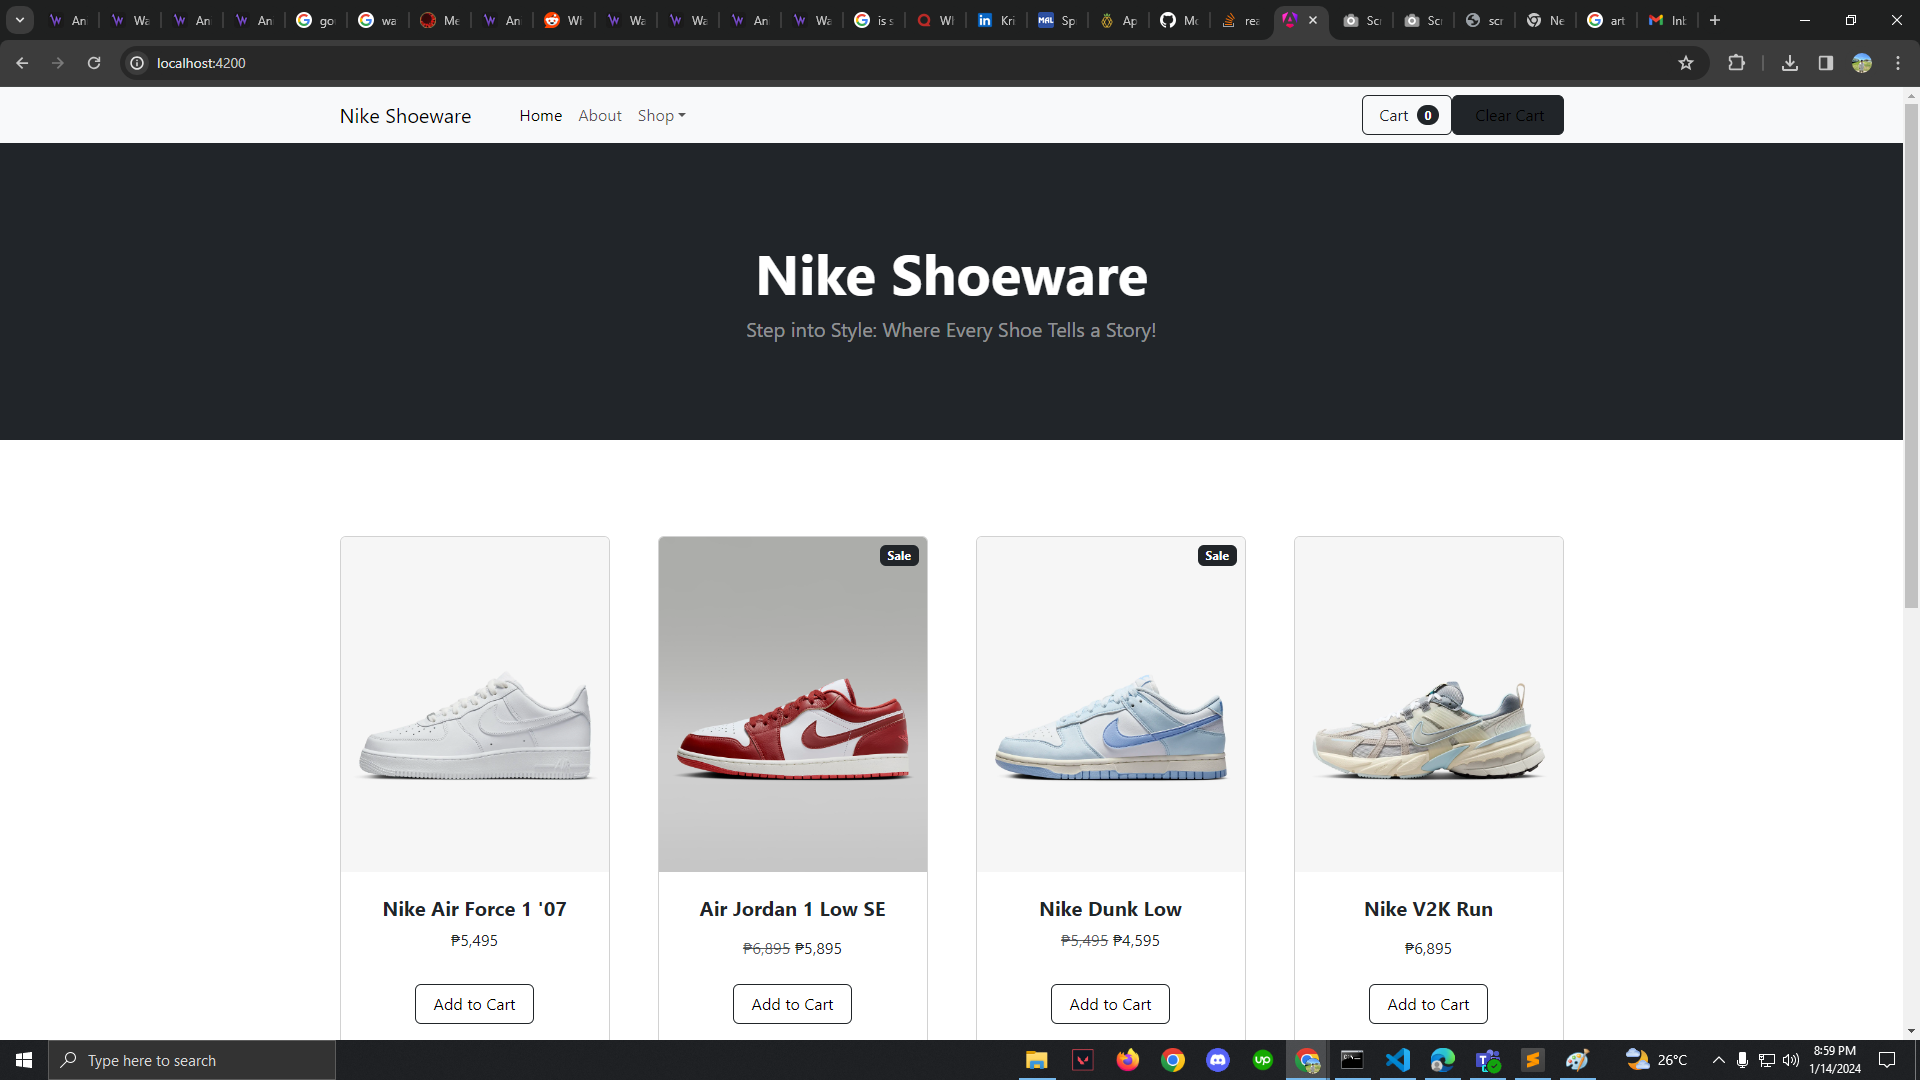 An Wa An An go wa Me An Wh Wa Wa An Wa is s Wl Kri Sp Ap Mc rea Scr Scr scr Ne art Inb
localhost:4200
Nike Shoeware Home About Shop Cart 0 Clear Cart
Nike Shoeware
Step into Style: Where Every Shoe Tells a Story!
Sale Sale
Nike Air Force 1 '07 Air Jordan 1 Low SE Nike Dunk Low Nike V2K Run
₱5,495 ₱6,895 ₱5,895 ₱5,495 ₱4,595 ₱6,895
Add to Cart Add to Cart Add to Cart Add to Cart
Type here to search 26°C 8:59 PM
1/14/2024